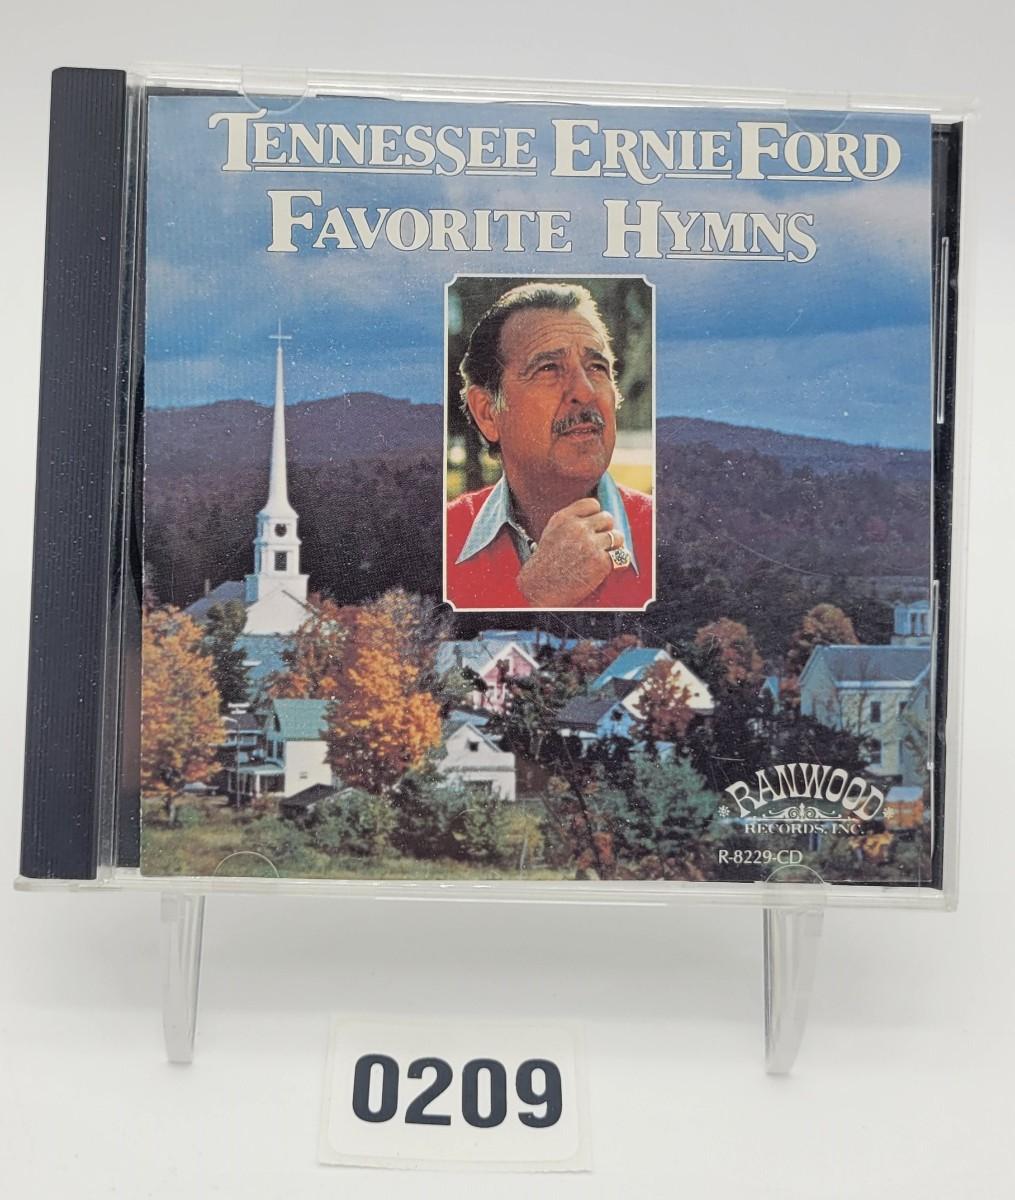 TENNESSEE ERNIE FORD
FAVORITE HYMNS
RANWOOD
RECORDS, INC.
R-8229-CD
0209